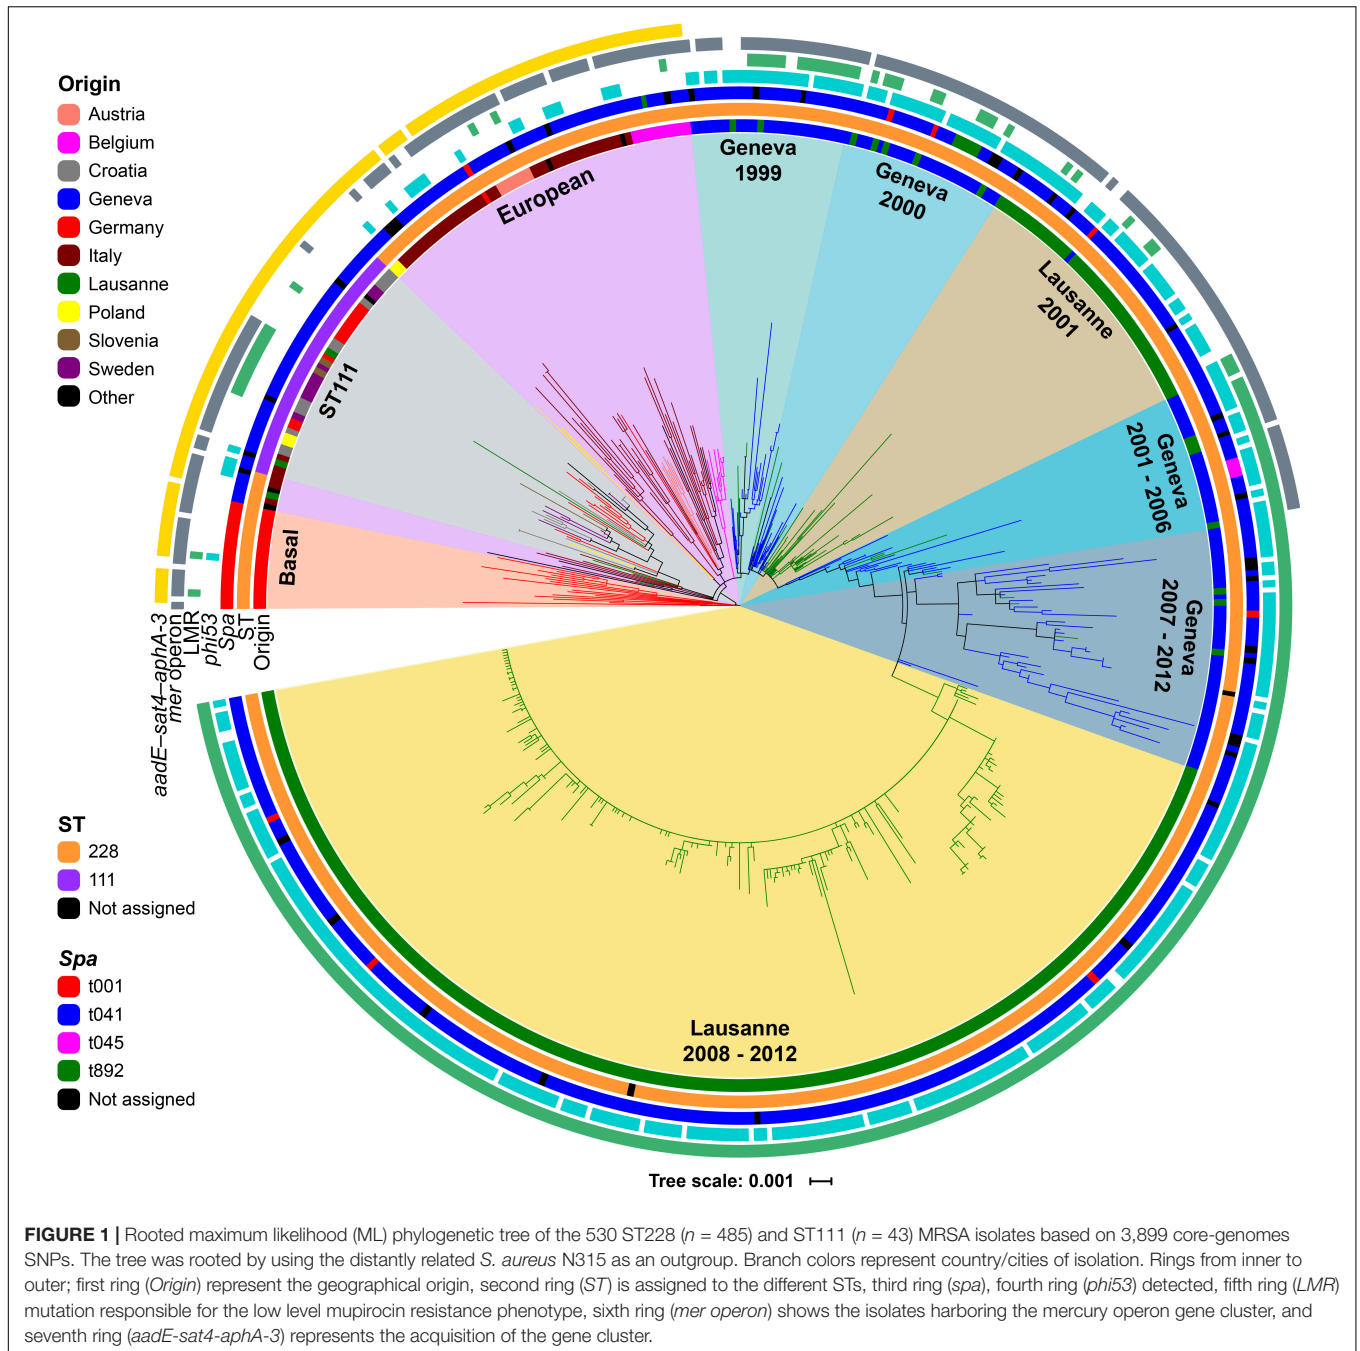 Origin
Austria
Belgium
Croatia
Geneva
Germany
Italy
Lausanne
Poland
Slovenia
Sweden
Other
European
Geneva
1999
Geneva
2000
Lausanne
2001
Geneva
2001 - 2006
Geneva
2007 - 2012
Lausanne
2008 - 2012
ST111
Basal
aadE–sat4–aphA-3
mer operon
LMR
phi53
Spa
ST
Origin
ST
228
111
Not assigned
Spa
t001
t041
t045
t892
Not assigned
Tree scale: 0.001
FIGURE 1 | Rooted maximum likelihood (ML) phylogenetic tree of the 530 ST228 (n = 485) and ST111 (n = 43) MRSA isolates based on 3,899 core-genomes
SNPs. The tree was rooted by using the distantly related S. aureus N315 as an outgroup. Branch colors represent country/cities of isolation. Rings from inner to
outer; first ring (Origin) represent the geographical origin, second ring (ST) is assigned to the different STs, third ring (spa), fourth ring (phi53) detected, fifth ring (LMR)
mutation responsible for the low level mupirocin resistance phenotype, sixth ring (mer operon) shows the isolates harboring the mercury operon gene cluster, and
seventh ring (aadE-sat4-aphA-3) represents the acquisition of the gene cluster.